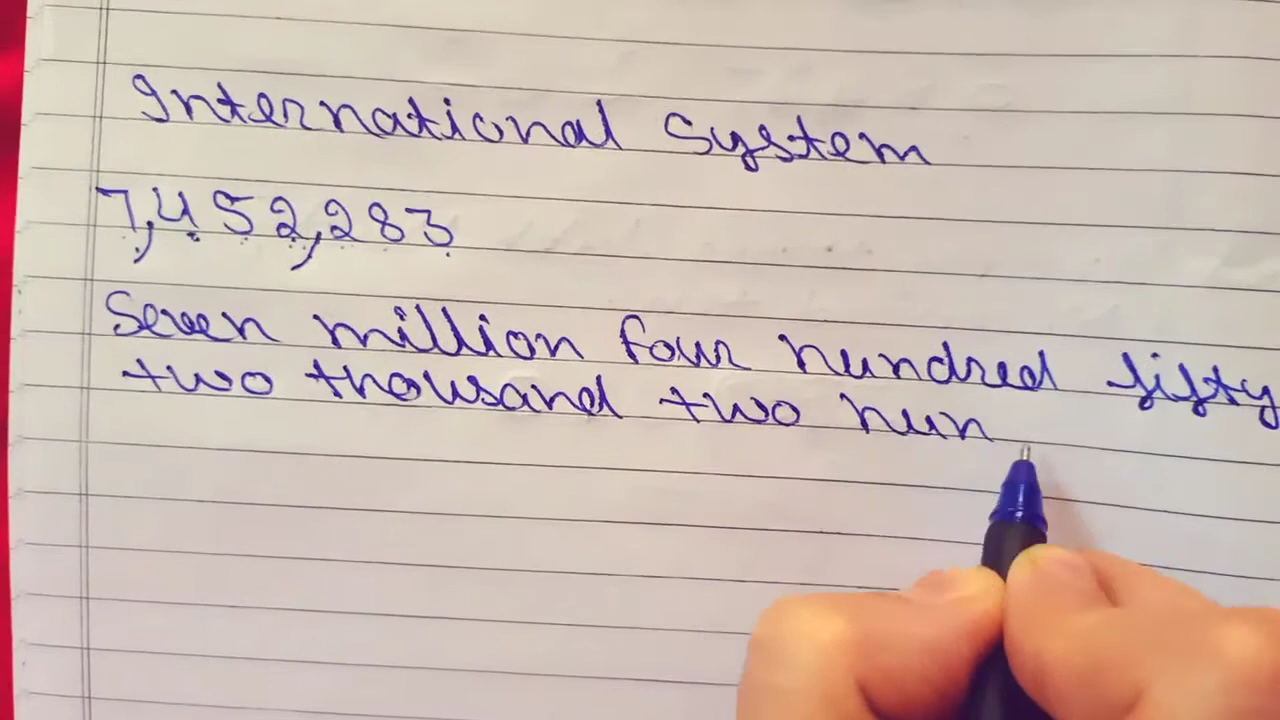 International System
7,452,283
Seven million four hundred fifty
two thousand two hun